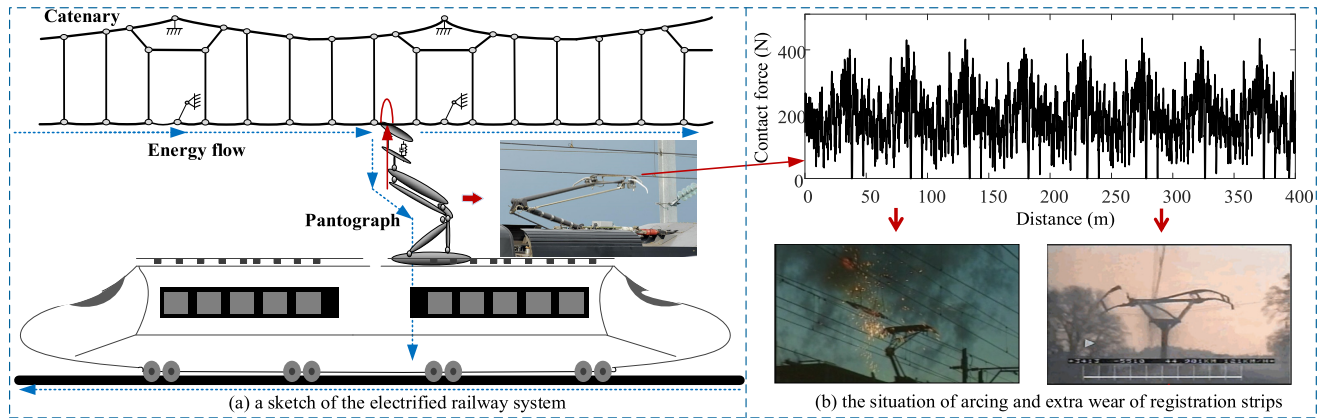 Catenary
Energy flow
Pantograph
(a) a sketch of the electrified railway system
Contact force (N)
400
200
0
0 50 100 150 200 250 300 350 400
Distance (m)
(b) the situation of arcing and extra wear of registration strips